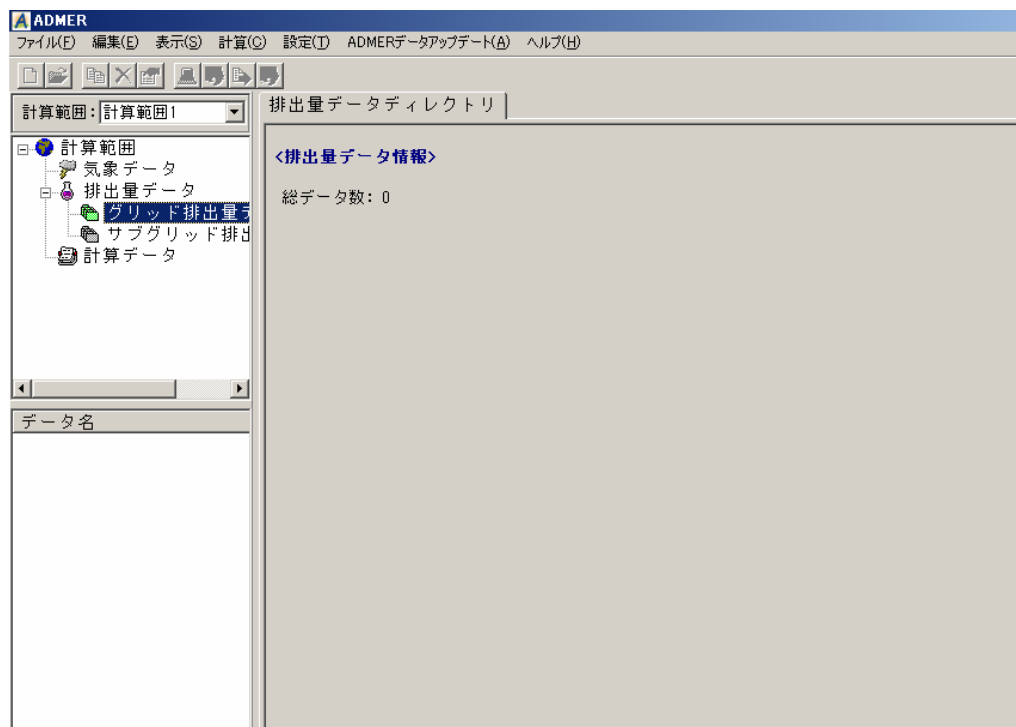 ADMER
ファイル(F) 編集(E) 表示(S) 計算(C) 設定(T) ADMERデータアップデート(A) ヘルプ(H)
計算範囲: 計算範囲1
排出量データディレクトリ
計算範囲
気象データ
排出量データ
グリッド排出量デ
サブグリッド排出
計算データ
<排出量データ情報>
総データ数: 0
データ名